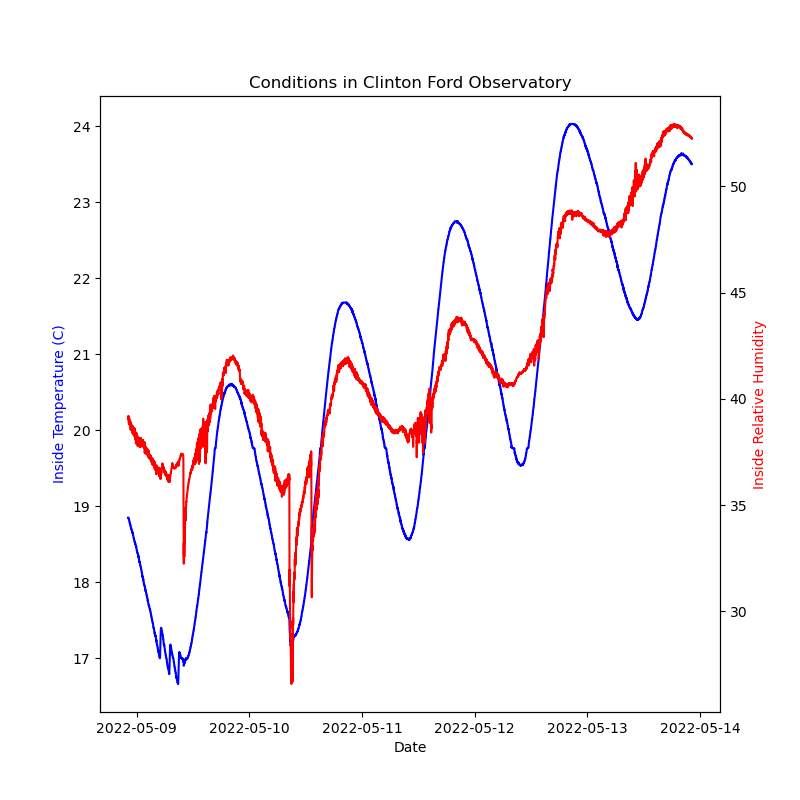 Conditions in Clinton Ford Observatory
Inside Temperature (C)
24
23
22
21
20
19
18
17
50
45
40
35
30
Inside Relative Humidity
2022-05-09 2022-05-10 2022-05-11 2022-05-12 2022-05-13 2022-05-14
Date